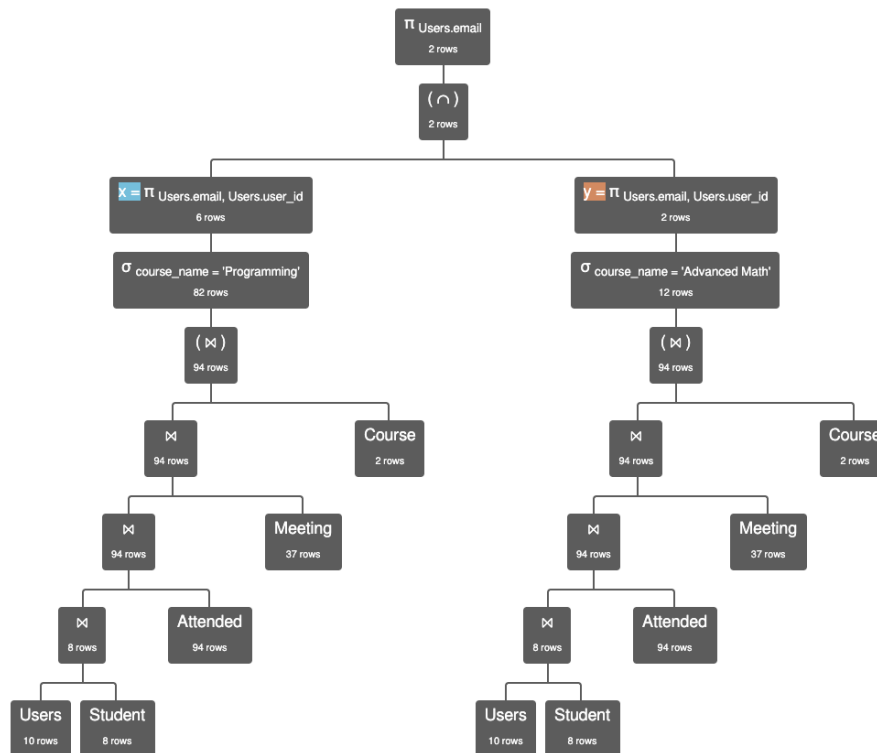 π Users.email
2 rows
( ∩ )
2 rows
x = π Users.email, Users.user_id
6 rows
y = π Users.email, Users.user_id
2 rows
σ course_name = 'Programming'
82 rows
σ course_name = 'Advanced Math'
12 rows
( ⋈ )
94 rows
( ⋈ )
94 rows
⋈
94 rows
Course
2 rows
⋈
94 rows
Course
2 rows
⋈
94 rows
Meeting
37 rows
⋈
94 rows
Meeting
37 rows
⋈
8 rows
Attended
94 rows
⋈
8 rows
Attended
94 rows
Users
10 rows
Student
8 rows
Users
10 rows
Student
8 rows